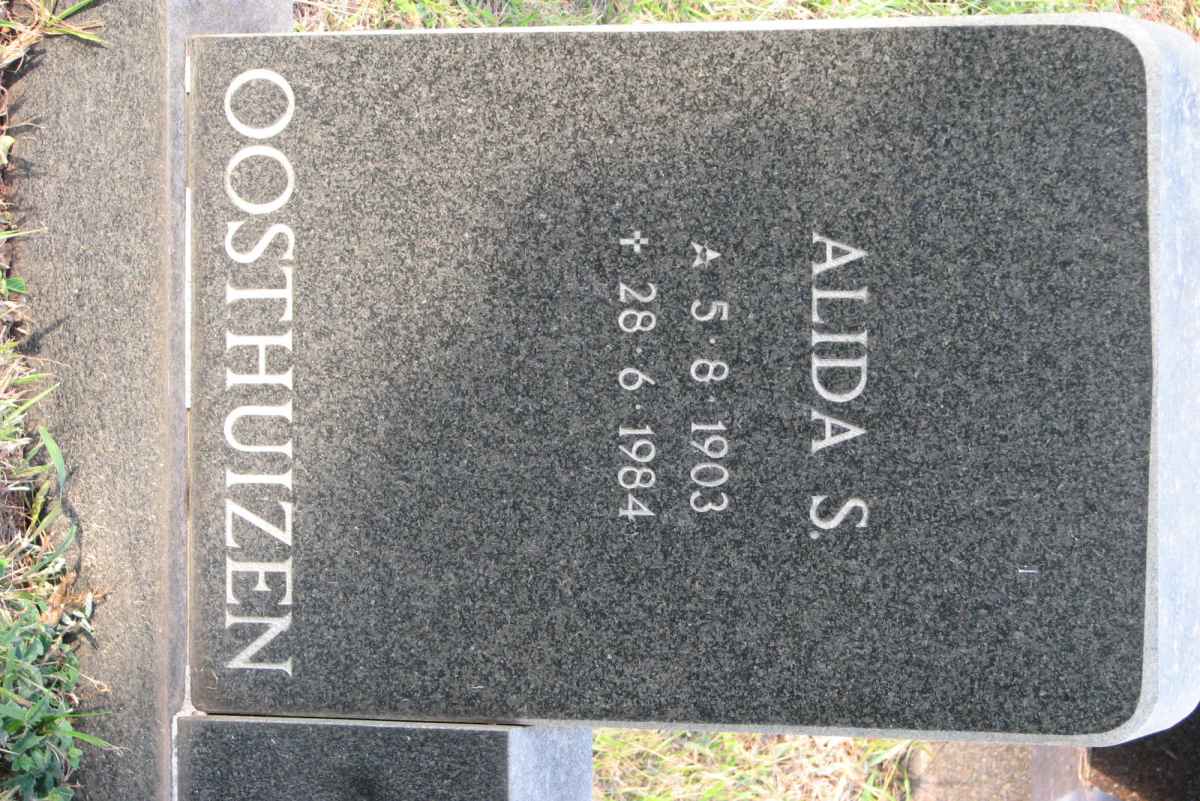 ALIDA S.
★ 5·8·1903
✝ 28·6·1984
OOSTHUIZEN